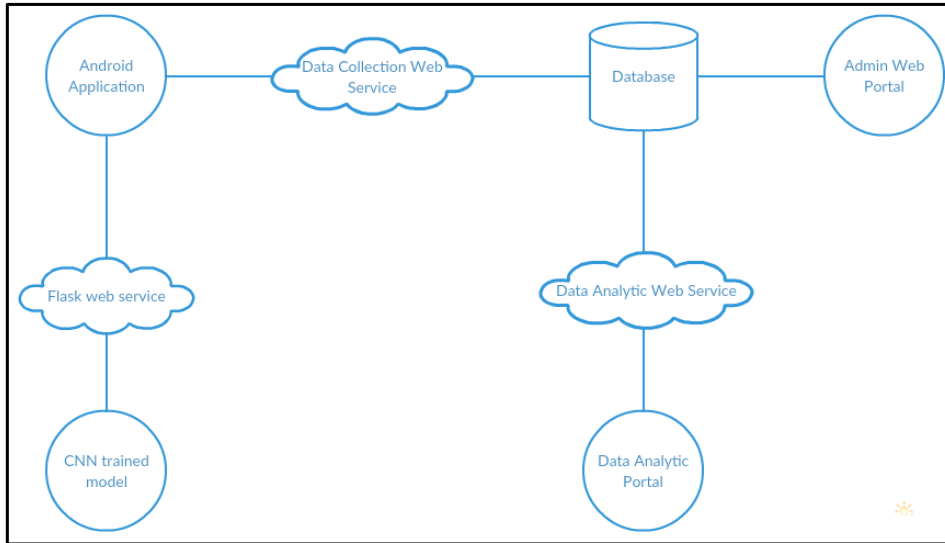 Android
Application
Data Collection Web
Service
Database
Admin Web
Portal
Flask web service
Data Analytic Web Service
CNN trained
model
Data Analytic
Portal